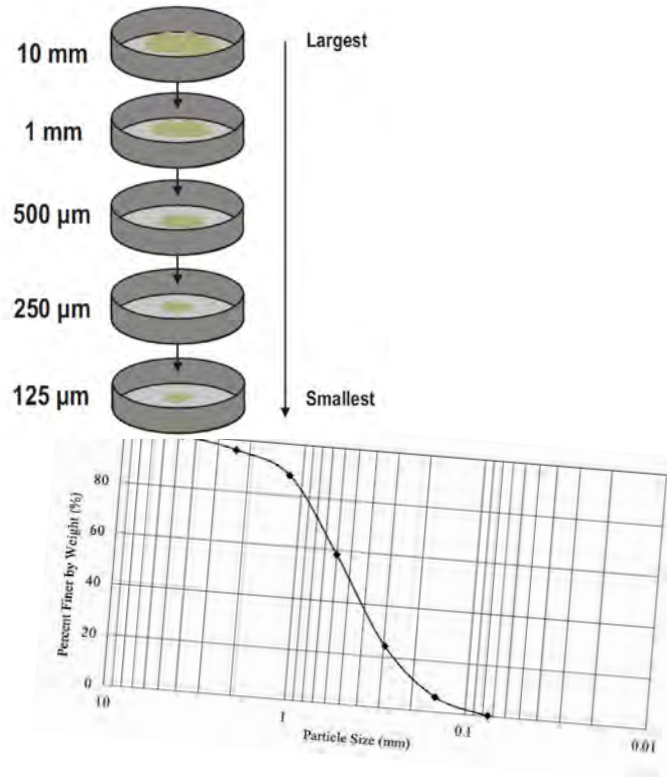 10 mm
Largest
1 mm
500 µm
250 µm
125 µm
Smallest
Percent Finer by Weight (%)
80
60
40
20
0
10
1
0.1
0.01
Particle Size (mm)